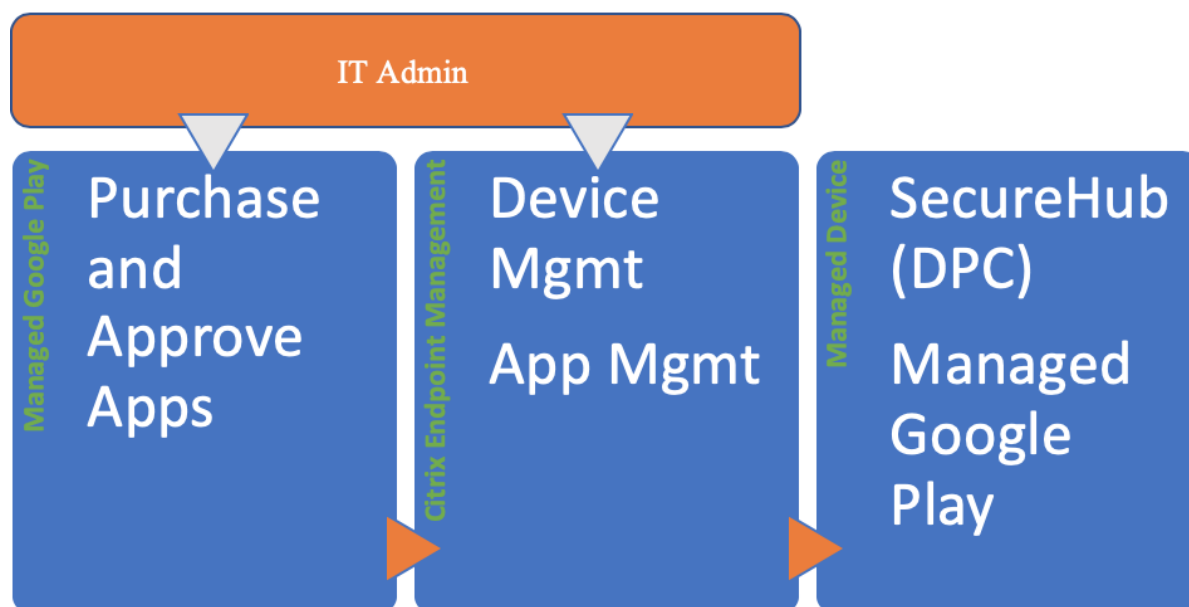 IT Admin
Managed Google Play
Purchase
and
Approve
Apps
Citrix Endpoint Management
Device
Mgmt
App Mgmt
Managed Device
SecureHub
(DPC)
Managed
Google
Play